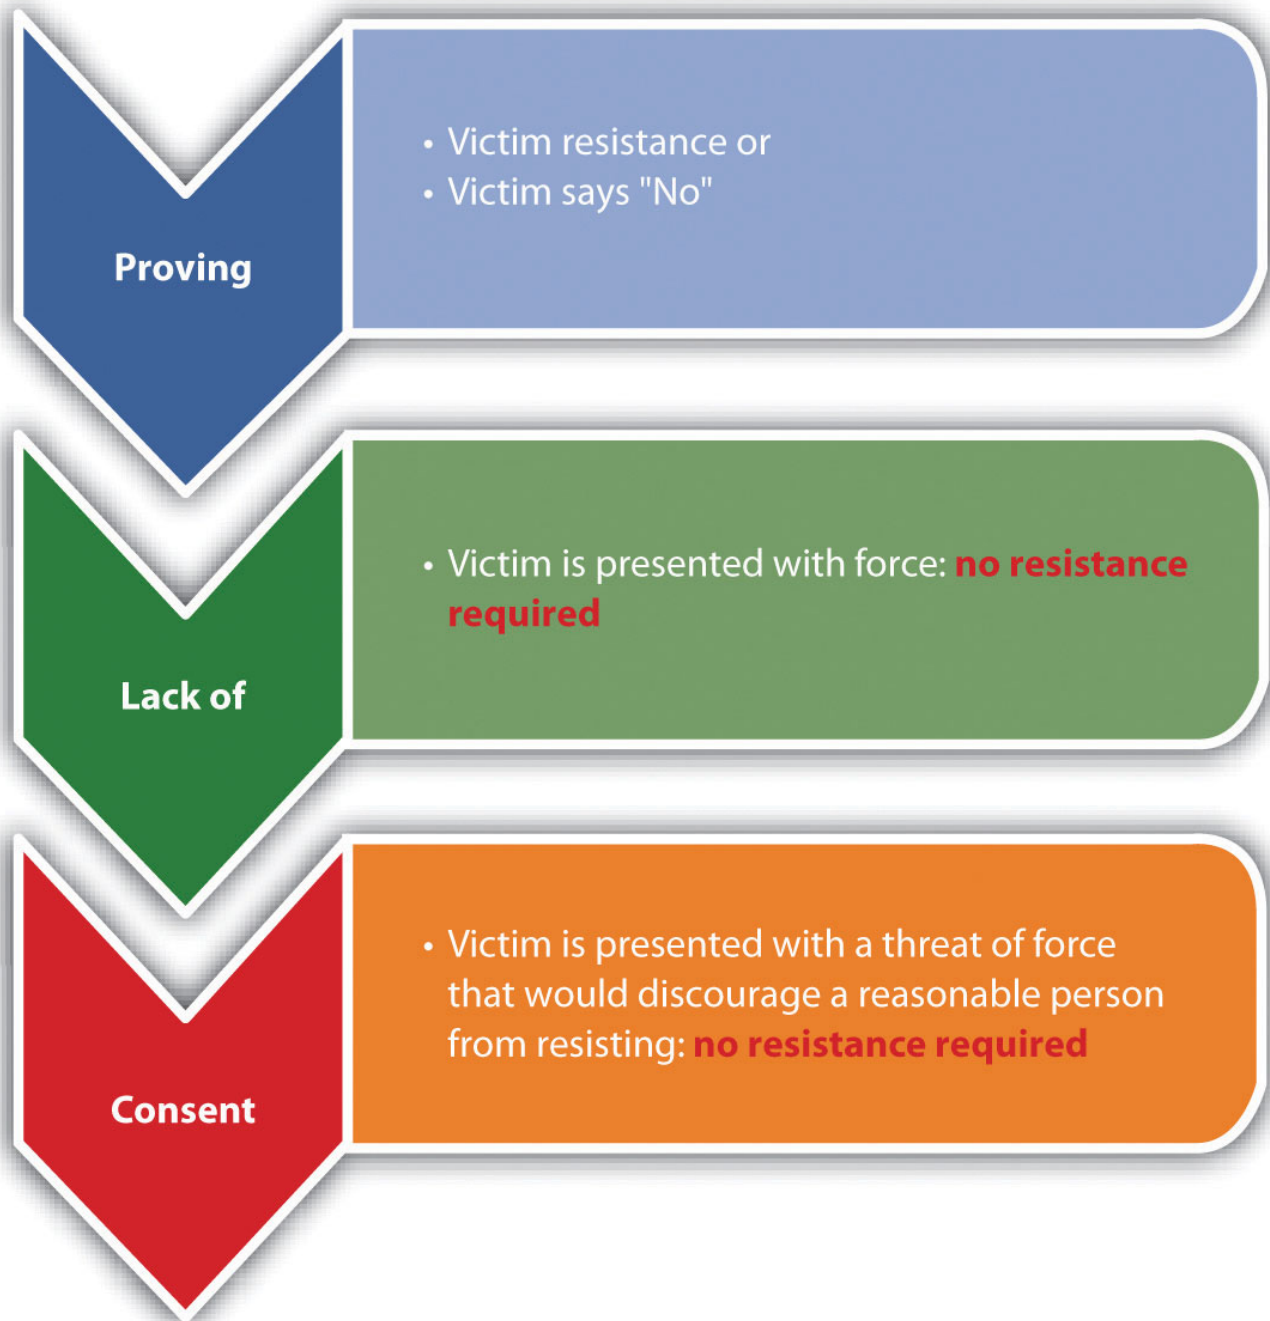 Proving
• Victim resistance or
• Victim says "No"
Lack of
• Victim is presented with force: no resistance
required
Consent
• Victim is presented with a threat of force
that would discourage a reasonable person
from resisting: no resistance required